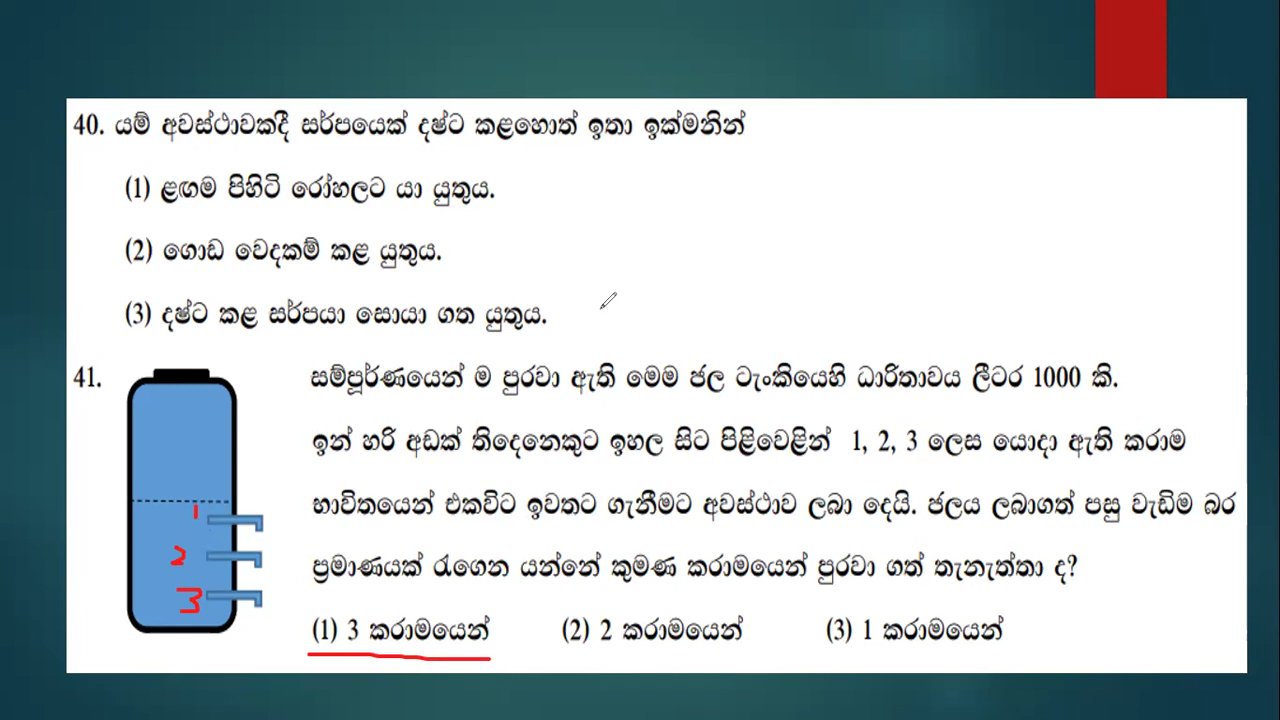 40. යම් අවස්ථාවකදී සර්පයෙක් දෂ්ට කළහොත් ඉතා ඉක්මනින්
(1) ළඟම පිහිටි රෝහලට යා යුතුය.
(2) ගොඩ වෙදකම් කළ යුතුය.
(3) දෂ්ට කළ සර්පයා සොයා ගත යුතුය.
41. සම්පූර්ණයෙන් ම පුරවා ඇති මෙම ජල ටැංකියෙහි ධාරිතාවය ලීටර 1000 කි.
ඉන් හරි අඩක් තිදෙනෙකුට ඉහල සිට පිළිවෙළින් 1, 2, 3 ලෙස යොදා ඇති කරාම
භාවිතයෙන් එකවිට ඉවතට ගැනීමට අවස්ථාව ලබා දෙයි. ජලය ලබාගත් පසු වැඩිම බර
ප්‍රමාණයක් රැගෙන යන්නේ කුමණ කරාමයෙන් පුරවා ගත් තැනැත්තා ද?
(1) 3 කරාමයෙන් (2) 2 කරාමයෙන් (3) 1 කරාමයෙන්
1
2
3